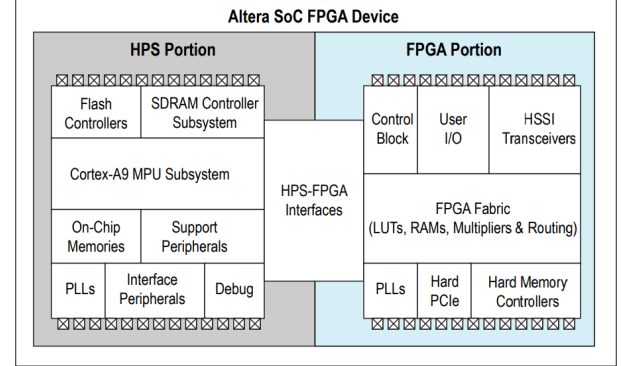 Altera SoC FPGA Device
HPS Portion
FPGA Portion
Flash
Controllers
SDRAM Controller
Subsystem
Cortex-A9 MPU Subsystem
On-Chip
Memories
Support
Peripherals
PLLs
Interface
Peripherals
Debug
HPS-FPGA
Interfaces
Control
Block
User
I/O
HSSI
Transceivers
FPGA Fabric
(LUTs, RAMs, Multipliers & Routing)
PLLs
Hard
PCIe
Hard Memory
Controllers